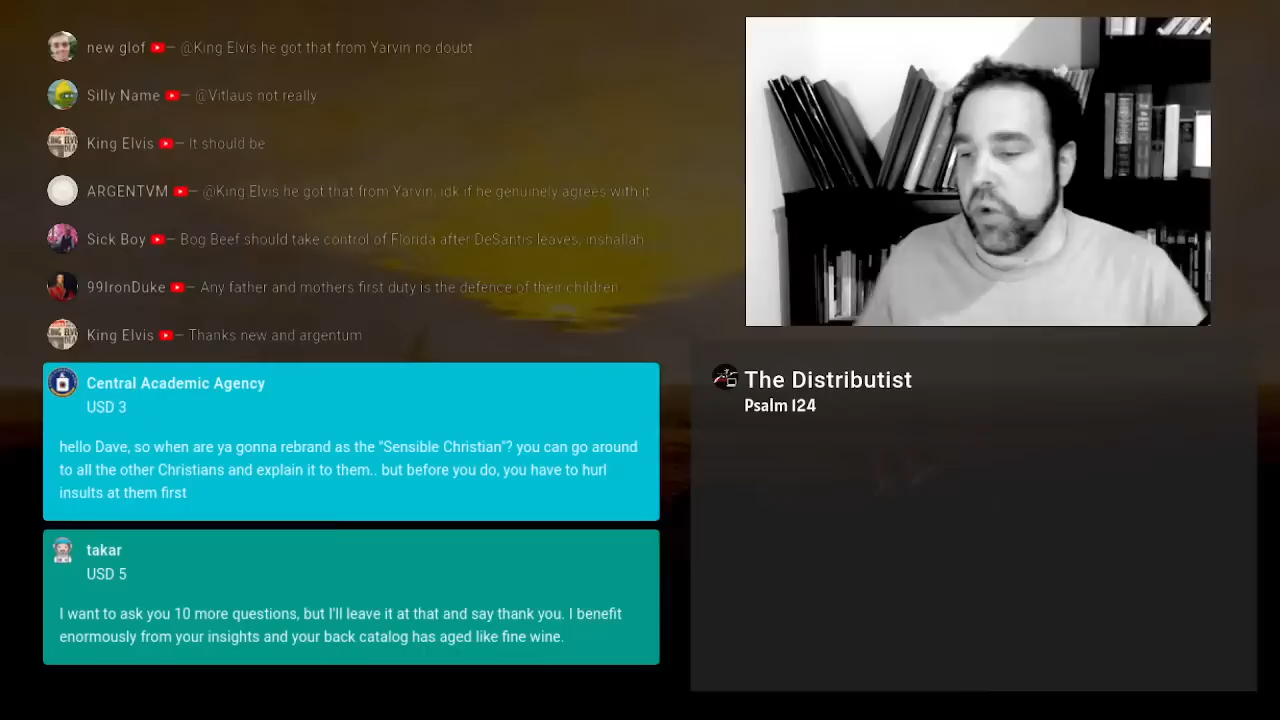 new glof — @King Elvis he got that from Yarvin no doubt
Silly Name — @Vitlaus not really
King Elvis — It should be
ARGENTVM — @King Elvis he got that from Yarvin, idk if he genuinely agrees with it
Sick Boy — Bog Beef should take control of Florida after DeSantis leaves, inshallah
99IronDuke — Any father and mothers first duty is the defence of their children
King Elvis — Thanks new and argentum
Central Academic Agency
USD 3
hello Dave, so when are ya gonna rebrand as the "Sensible Christian"? you can go around
to all the other Christians and explain it to them.. but before you do, you have to hurl
insults at them first
takar
USD 5
I want to ask you 10 more questions, but I'll leave it at that and say thank you. I benefit
enormously from your insights and your back catalog has aged like fine wine.
The Distributist
Psalm 124